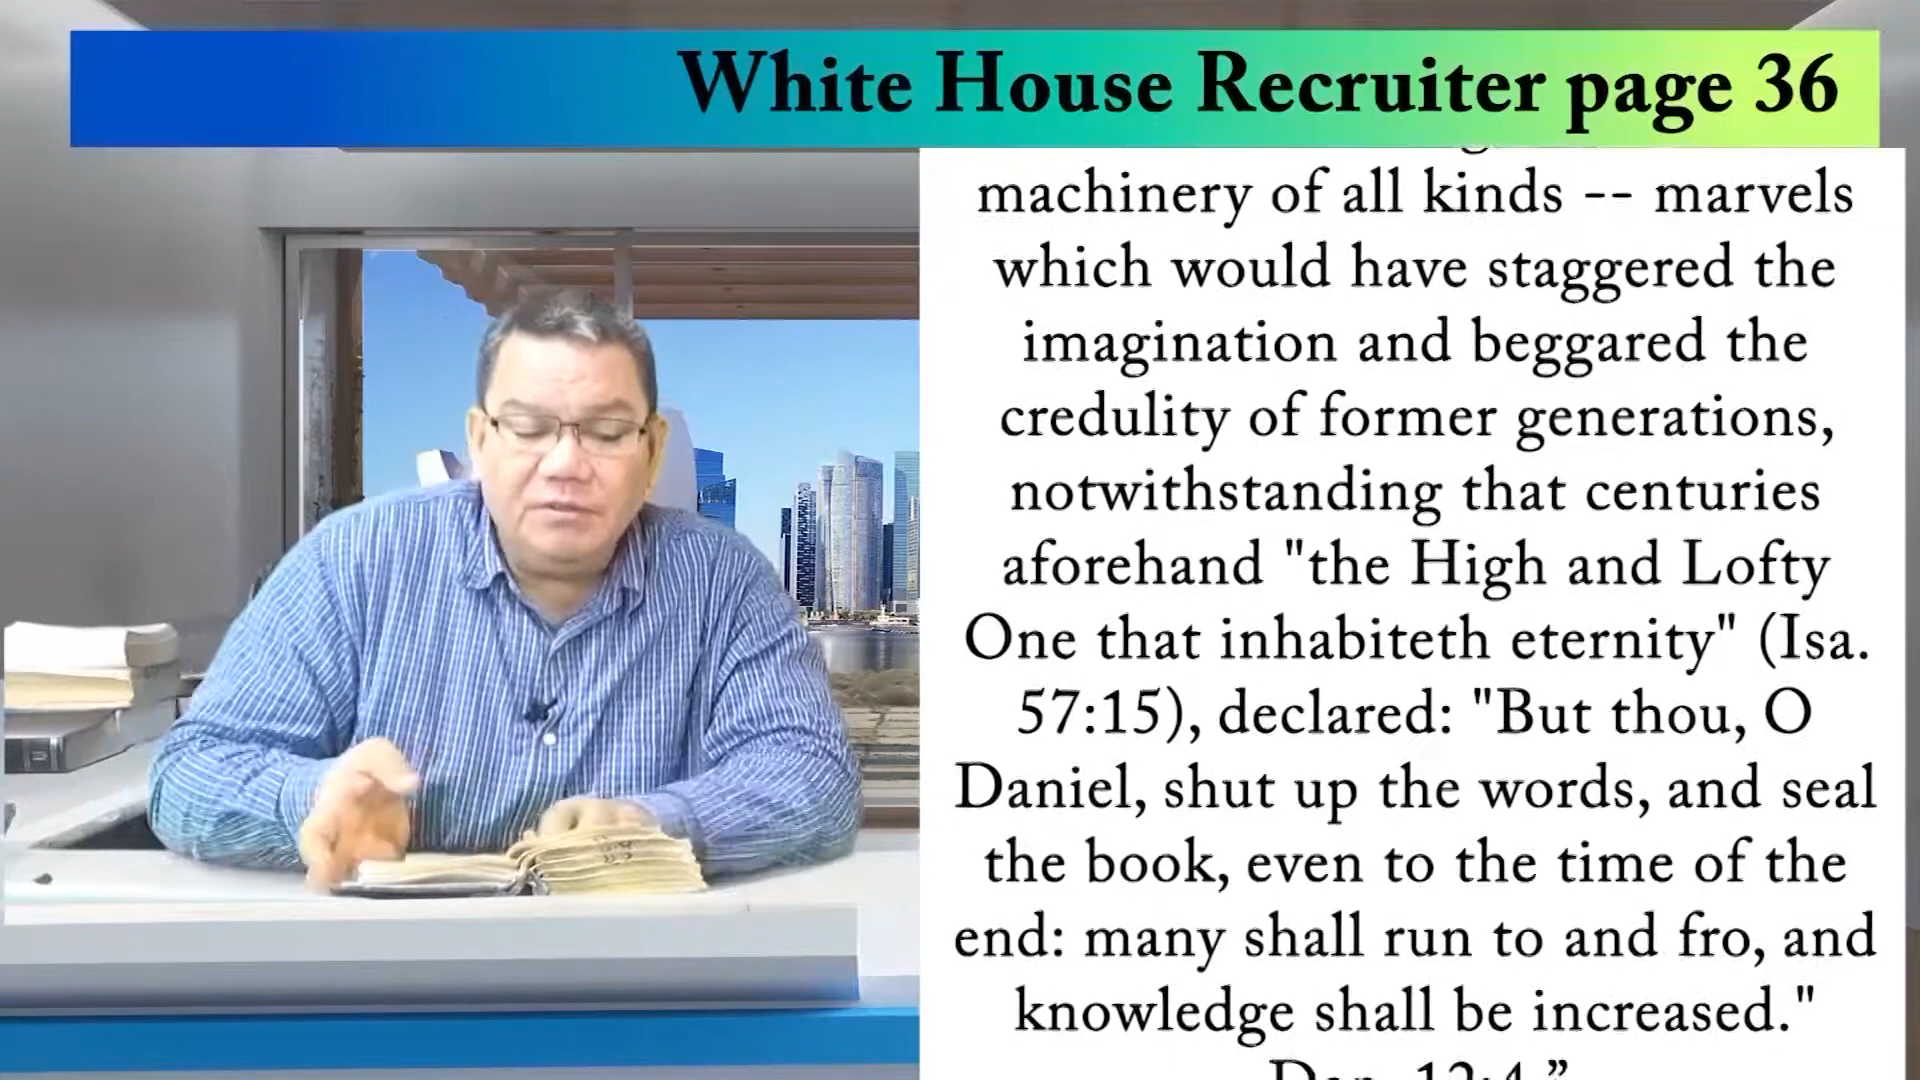 White House Recruiter page 36
machinery of all kinds -- marvels
which would have staggered the
imagination and beggared the
credulity of former generations,
notwithstanding that centuries
aforehand "the High and Lofty
One that inhabiteth eternity" (Isa.
57:15), declared: "But thou, O
Daniel, shut up the words, and seal
the book, even to the time of the
end: many shall run to and fro, and
knowledge shall be increased."
Dan. 12:4.”